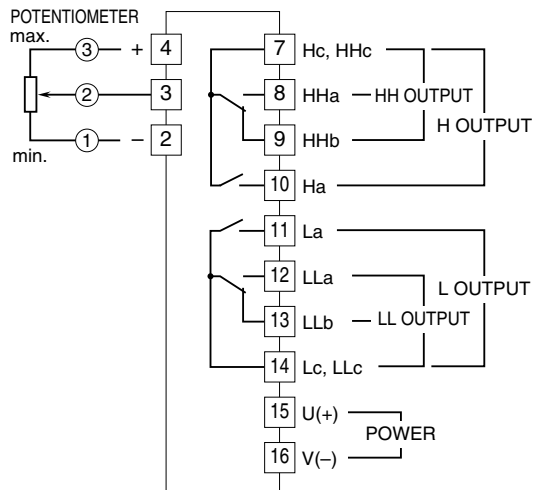 POTENTIOMETER
max.
3 + 4
2 3
1 – 2
min.
7 Hc, HHc
8 HHa HH OUTPUT
9 HHb
H OUTPUT
10 Ha
11 La
12 LLa
L OUTPUT
13 LLb LL OUTPUT
14 Lc, LLc
15 U(+)
POWER
16 V(–)